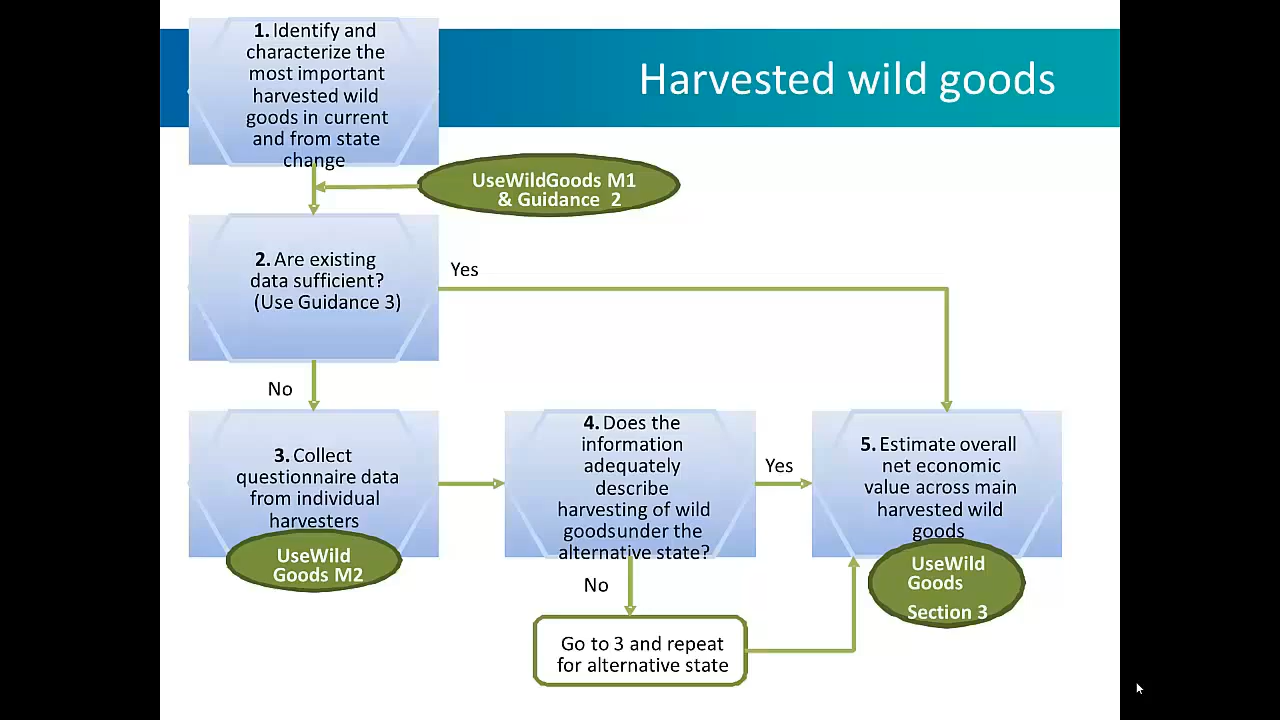 Harvested wild goods
1. Identify and
characterize the
most important
harvested wild
goods in current
and from state
change
UseWildGoods M1
& Guidance 2
2. Are existing
data sufficient?
(Use Guidance 3)
Yes
No
3. Collect
questionnaire data
from individual
harvesters
UseWild
Goods M2
4. Does the
information
adequately
describe
harvesting of wild
goodsunder the
alternative state?
Yes
No
Go to 3 and repeat
for alternative state
5. Estimate overall
net economic
value across main
harvested wild
goods
UseWild
Goods
Section 3